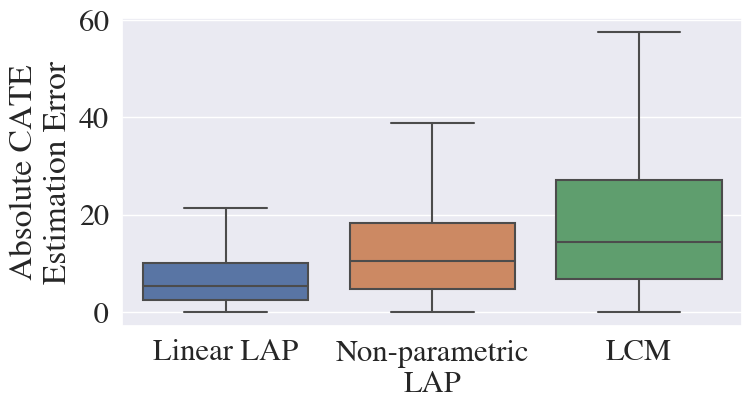 Absolute CATE
Estimation Error
60
40
20
0
Linear LAP
Non-parametric
LAP
LCM